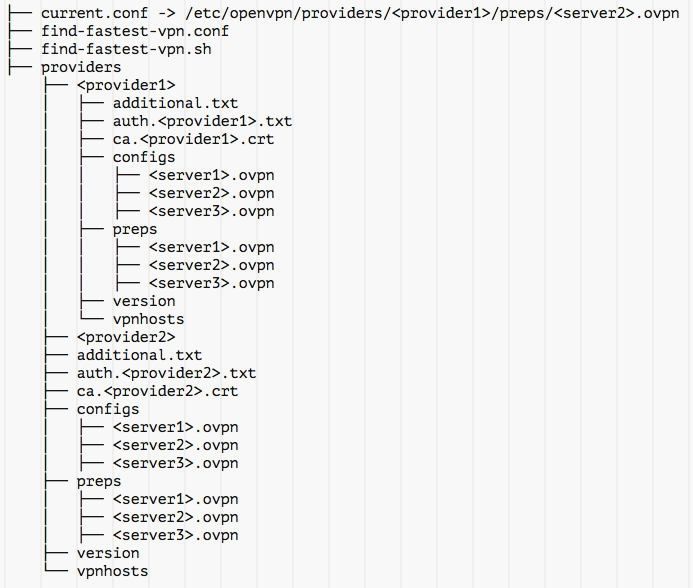 ├── current.conf -> /etc/openvpn/providers/<provider1>/preps/<server2>.ovpn
├── find-fastest-vpn.conf
├── find-fastest-vpn.sh
├── providers
    ├── <provider1>
    │   ├── additional.txt
    │   ├── auth.<provider1>.txt
    │   ├── ca.<provider1>.crt
    │   ├── configs
    │   │   ├── <server1>.ovpn
    │   │   ├── <server2>.ovpn
    │   │   ├── <server3>.ovpn
    │   ├── preps
    │   │   ├── <server1>.ovpn
    │   │   ├── <server2>.ovpn
    │   │   ├── <server3>.ovpn
    │   ├── version
    │   └── vpnhosts
    ├── <provider2>
    ├── additional.txt
    ├── auth.<provider2>.txt
    ├── ca.<provider2>.crt
    ├── configs
    │   ├── <server1>.ovpn
    │   ├── <server2>.ovpn
    │   ├── <server3>.ovpn
    ├── preps
    │   ├── <server1>.ovpn
    │   ├── <server2>.ovpn
    │   ├── <server3>.ovpn
    ├── version
    └── vpnhosts